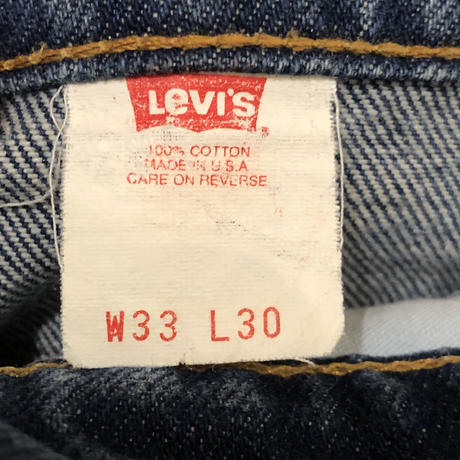 Levi's
®
100% COTTON
MADE IN U.S.A
CARE ON REVERSE
W33 L30